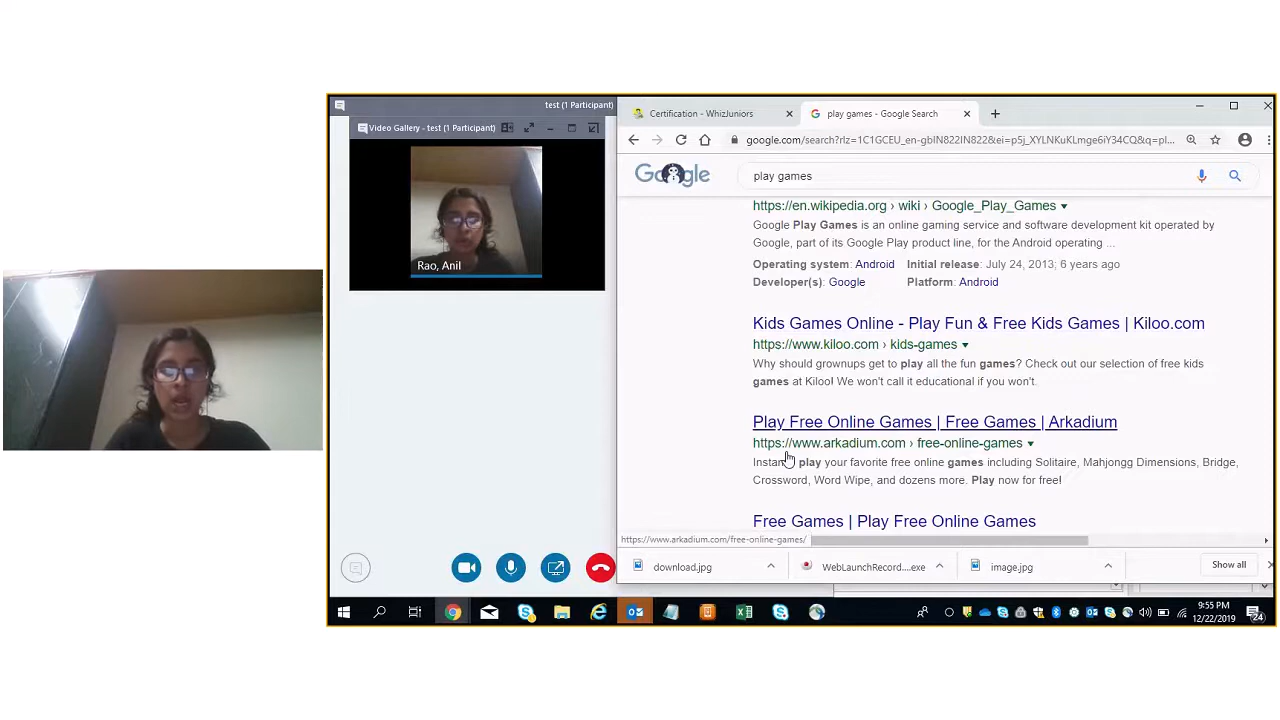 test (1 Participant)
Video Gallery - test (1 Participant)
Rao, Anil
Certification - WhizJuniors
play games - Google Search
google.com/search?rlz=1C1GCEU_en-gbIN822IN822&ei=p5j_XYLNKuKLmge6iY34CQ&q=pl...
Google
play games
https://en.wikipedia.org › wiki › Google_Play_Games
Google Play Games is an online gaming service and software development kit operated by
Google, part of its Google Play product line, for the Android operating ...
Operating system: Android Initial release: July 24, 2013; 6 years ago
Developer(s): Google Platform: Android
Kids Games Online - Play Fun & Free Kids Games | Kiloo.com
https://www.kiloo.com › kids-games
Why should grownups get to play all the fun games? Check out our selection of free kids
games at Kiloo! We won't call it educational if you won't.
Play Free Online Games | Free Games | Arkadium
https://www.arkadium.com › free-online-games
play your favorite free online games including Solitaire, Mahjongg Dimensions, Bridge,
Crossword, Word Wipe, and dozens more. Play now for free!
Free Games | Play Free Online Games
https://www.arkadium.com/free-online-games/
download.jpg
WebLaunchRecord....exe
image.jpg
Show all
9:55 PM
12/22/2019
24